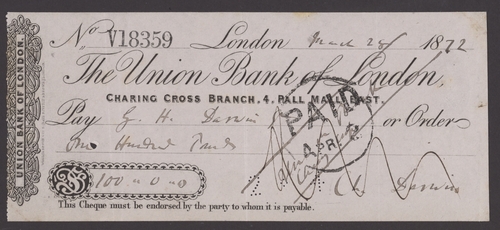 UNION BANK OF LONDON.
No. V18359 London March 28 1872
The Union Bank of London,
CHARING CROSS BRANCH, 4, PALL MALL EAST.
Pay G. H. Darwin or Order
One Hundred Pounds
PAID
APR
£100-0-0
Ch. Darwin
This Cheque must be endorsed by the party to whom it is payable.